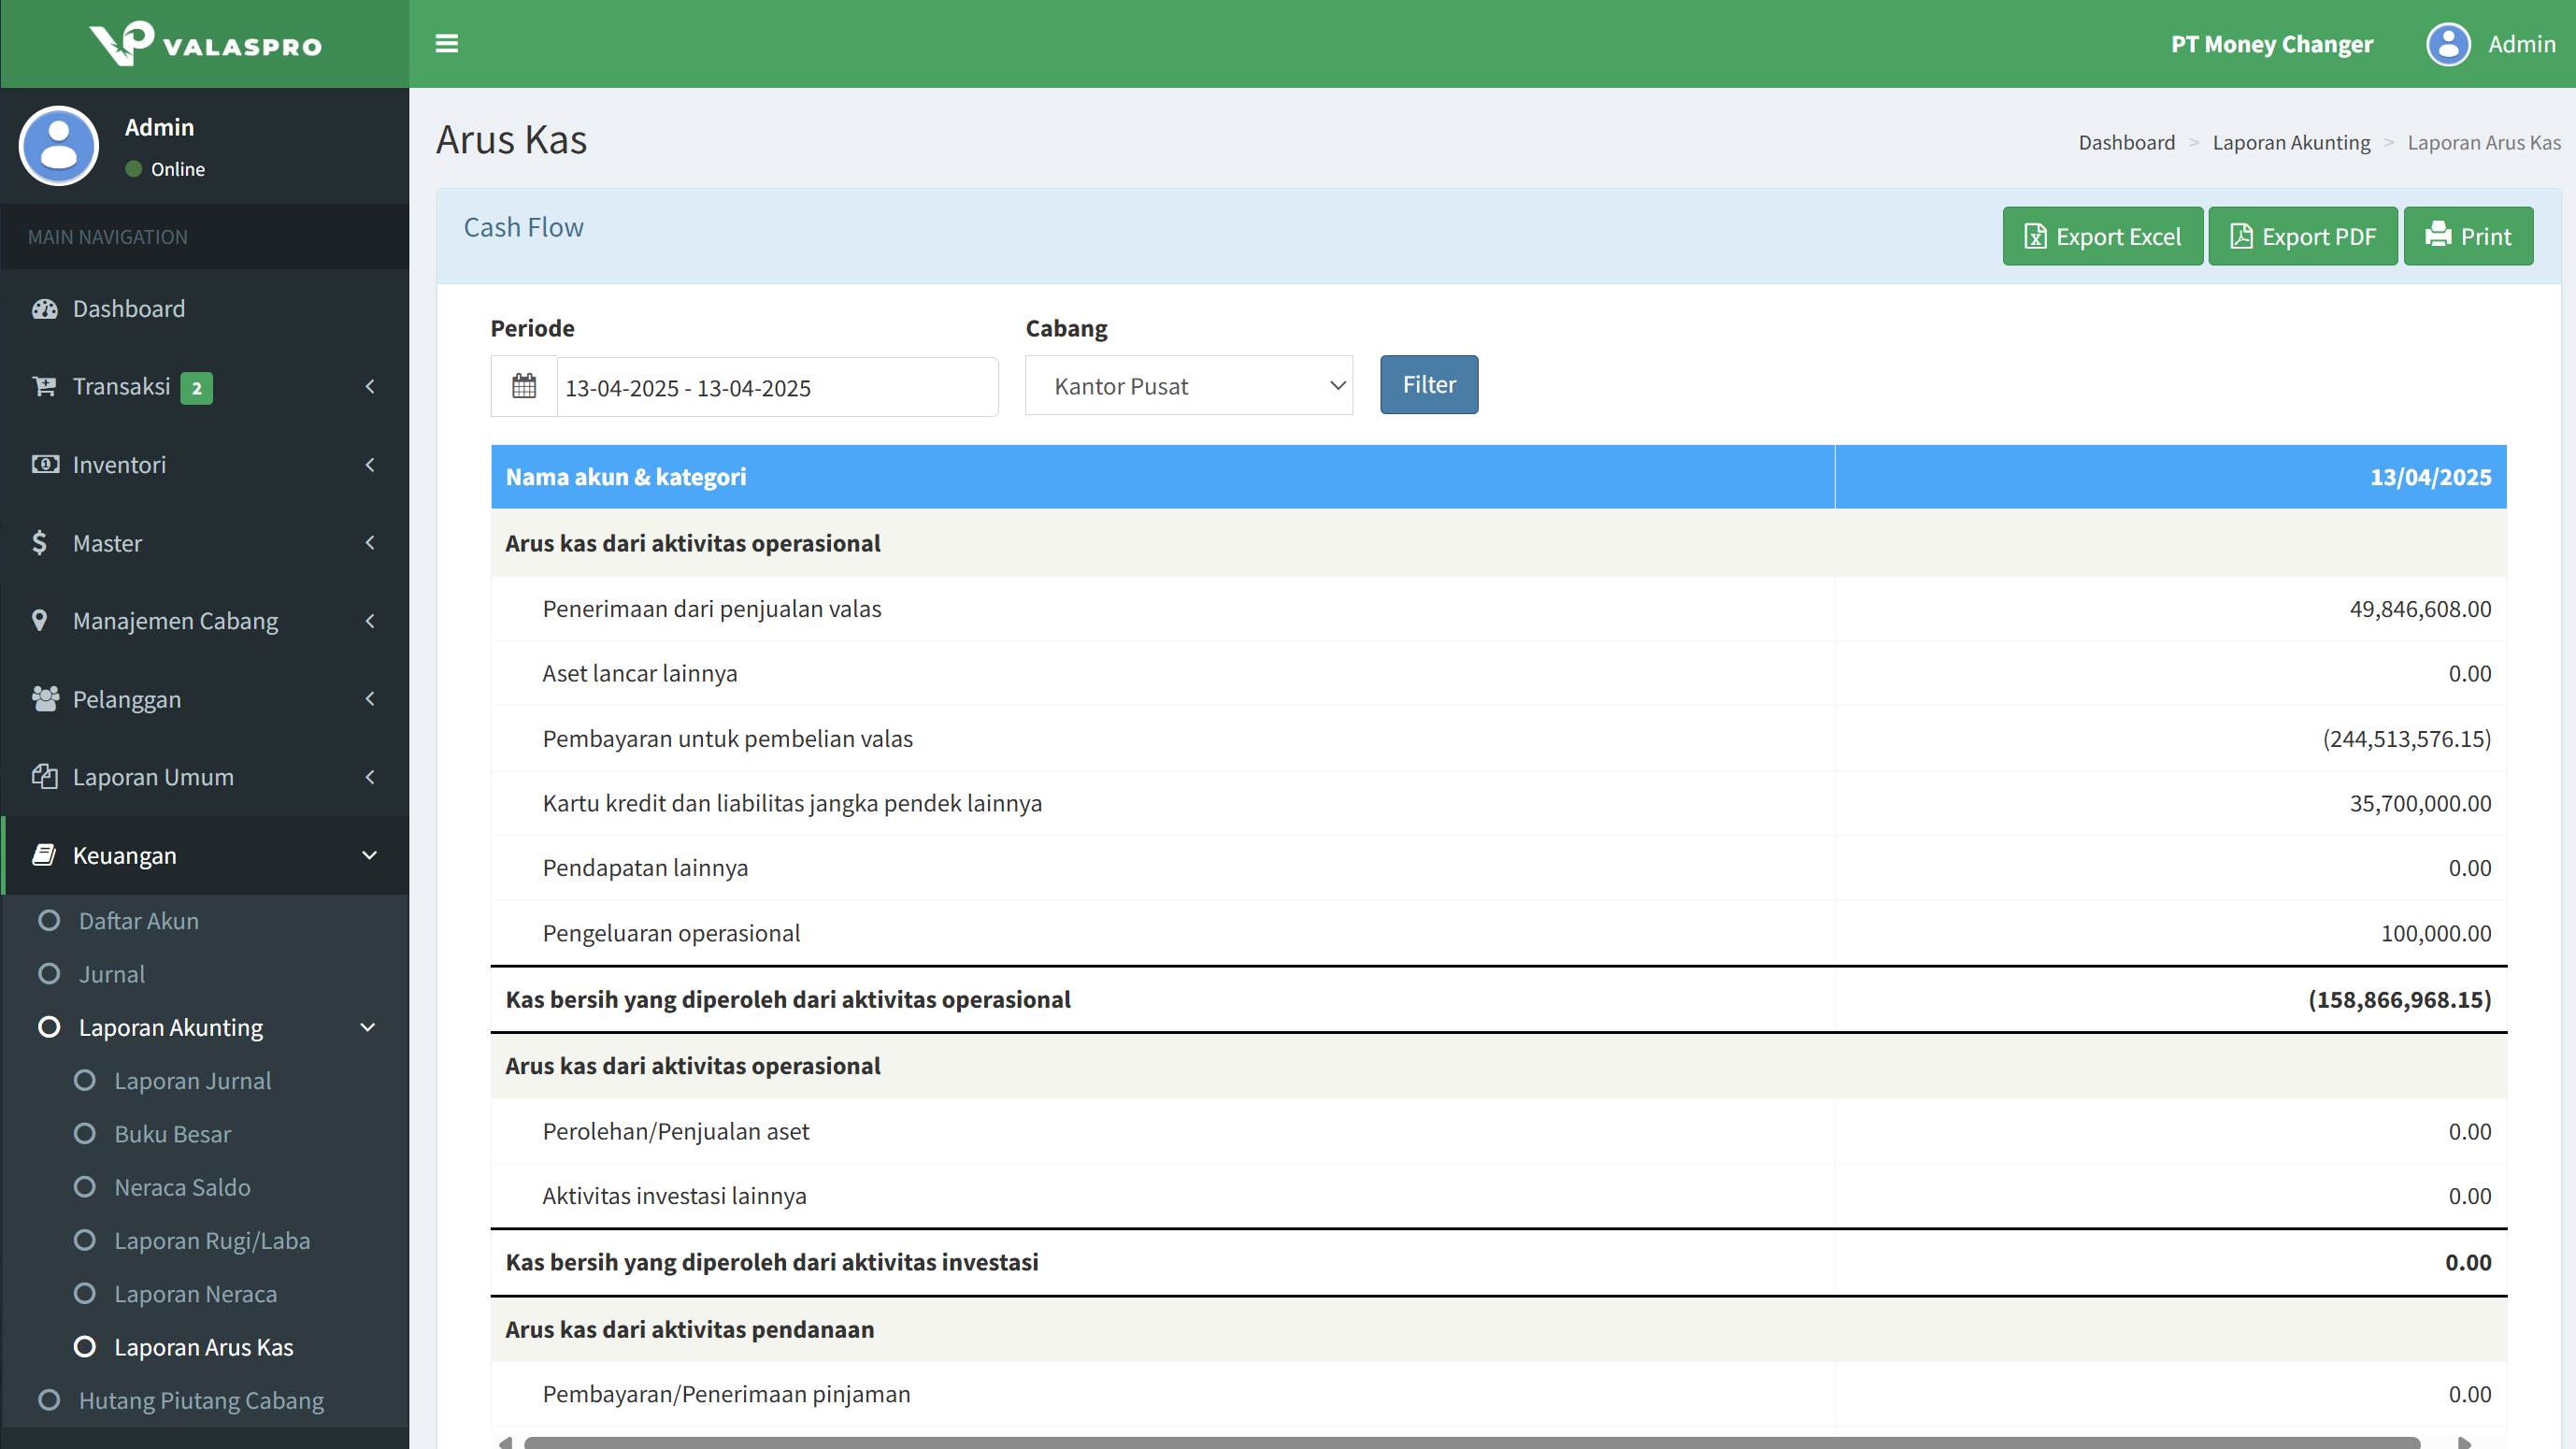 VP VALASPRO
PT Money Changer
Admin
Admin
Online
MAIN NAVIGATION
Dashboard
Transaksi 2
Inventori
Master
Manajemen Cabang
Pelanggan
Laporan Umum
Keuangan
Daftar Akun
Jurnal
Laporan Akunting
Laporan Jurnal
Buku Besar
Neraca Saldo
Laporan Rugi/Laba
Laporan Neraca
Laporan Arus Kas
Hutang Piutang Cabang
Arus Kas
Dashboard > Laporan Akunting > Laporan Arus Kas
Cash Flow
Export Excel
Export PDF
Print
Periode
Cabang
13-04-2025 - 13-04-2025
Kantor Pusat
Filter
Nama akun & kategori 13/04/2025
Arus kas dari aktivitas operasional
Penerimaan dari penjualan valas 49,846,608.00
Aset lancar lainnya 0.00
Pembayaran untuk pembelian valas (244,513,576.15)
Kartu kredit dan liabilitas jangka pendek lainnya 35,700,000.00
Pendapatan lainnya 0.00
Pengeluaran operasional 100,000.00
Kas bersih yang diperoleh dari aktivitas operasional (158,866,968.15)
Arus kas dari aktivitas operasional
Perolehan/Penjualan aset 0.00
Aktivitas investasi lainnya 0.00
Kas bersih yang diperoleh dari aktivitas investasi 0.00
Arus kas dari aktivitas pendanaan
Pembayaran/Penerimaan pinjaman 0.00